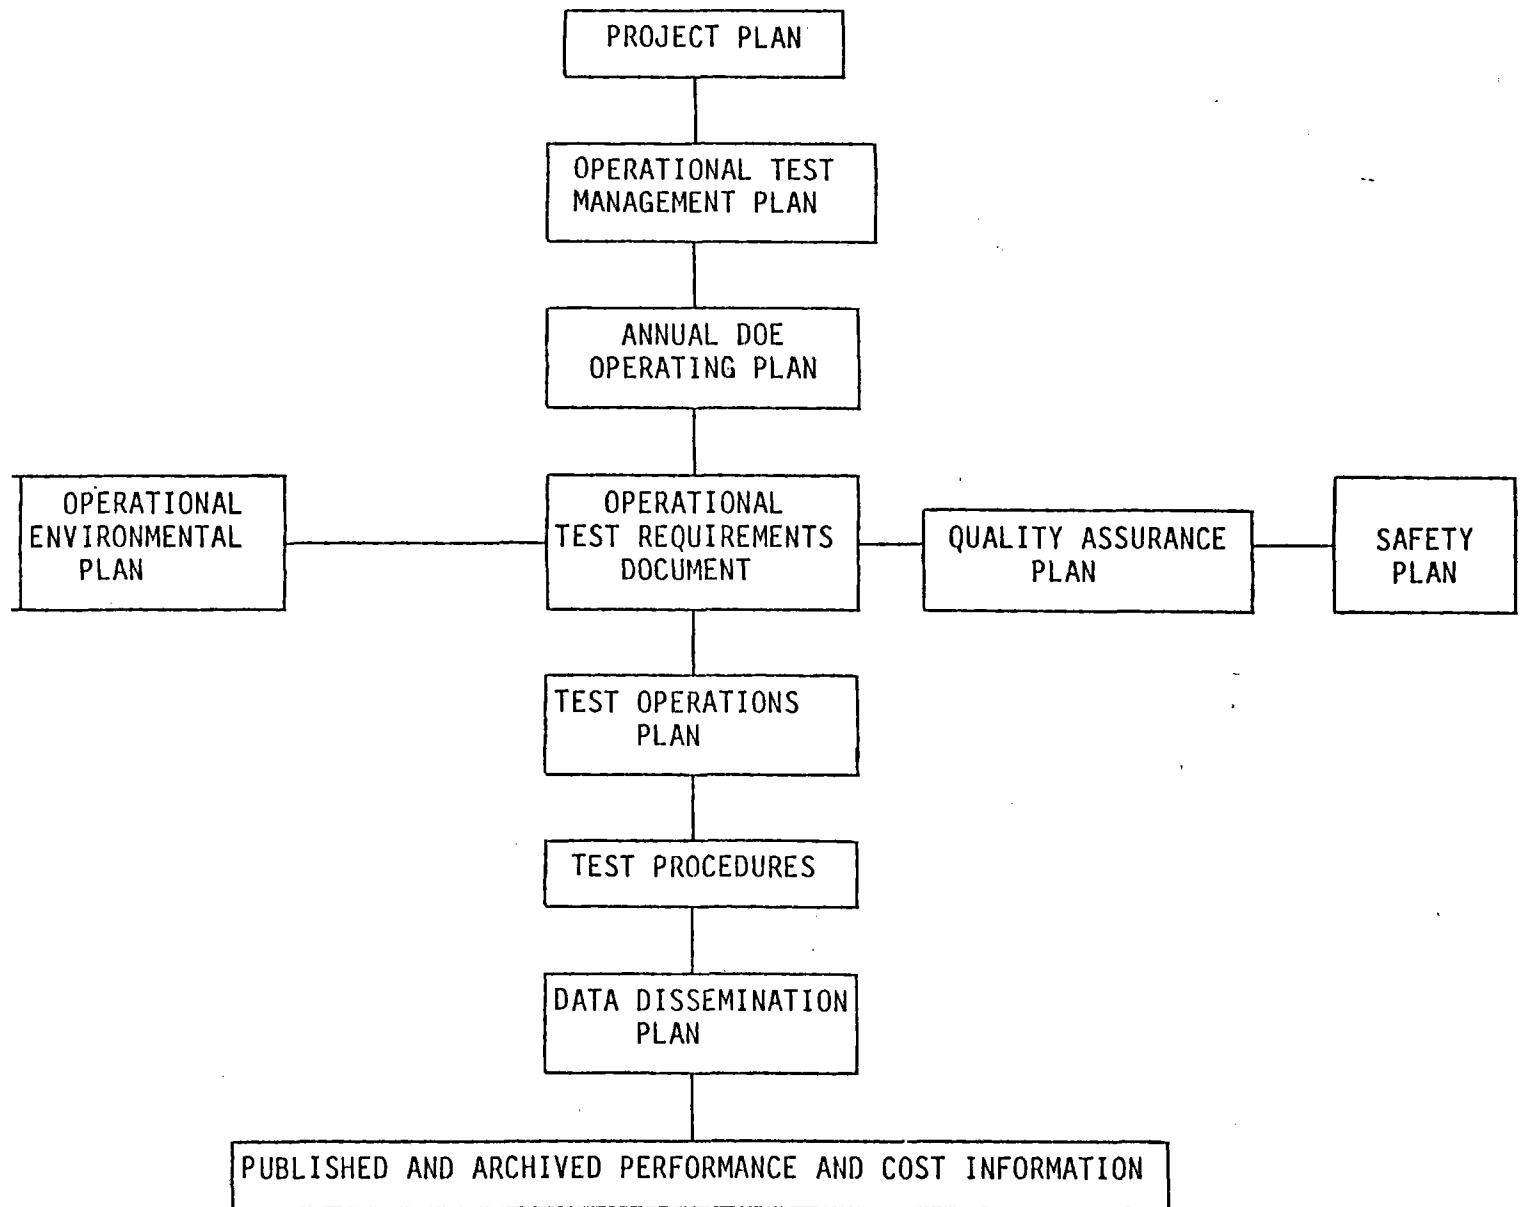 PROJECT PLAN
OPERATIONAL TEST
MANAGEMENT PLAN
ANNUAL DOE
OPERATING PLAN
OPERATIONAL
ENVIRONMENTAL
PLAN
OPERATIONAL
TEST REQUIREMENTS
DOCUMENT
QUALITY ASSURANCE
PLAN
SAFETY
PLAN
TEST OPERATIONS
PLAN
TEST PROCEDURES
DATA DISSEMINATION
PLAN
PUBLISHED AND ARCHIVED PERFORMANCE AND COST INFORMATION